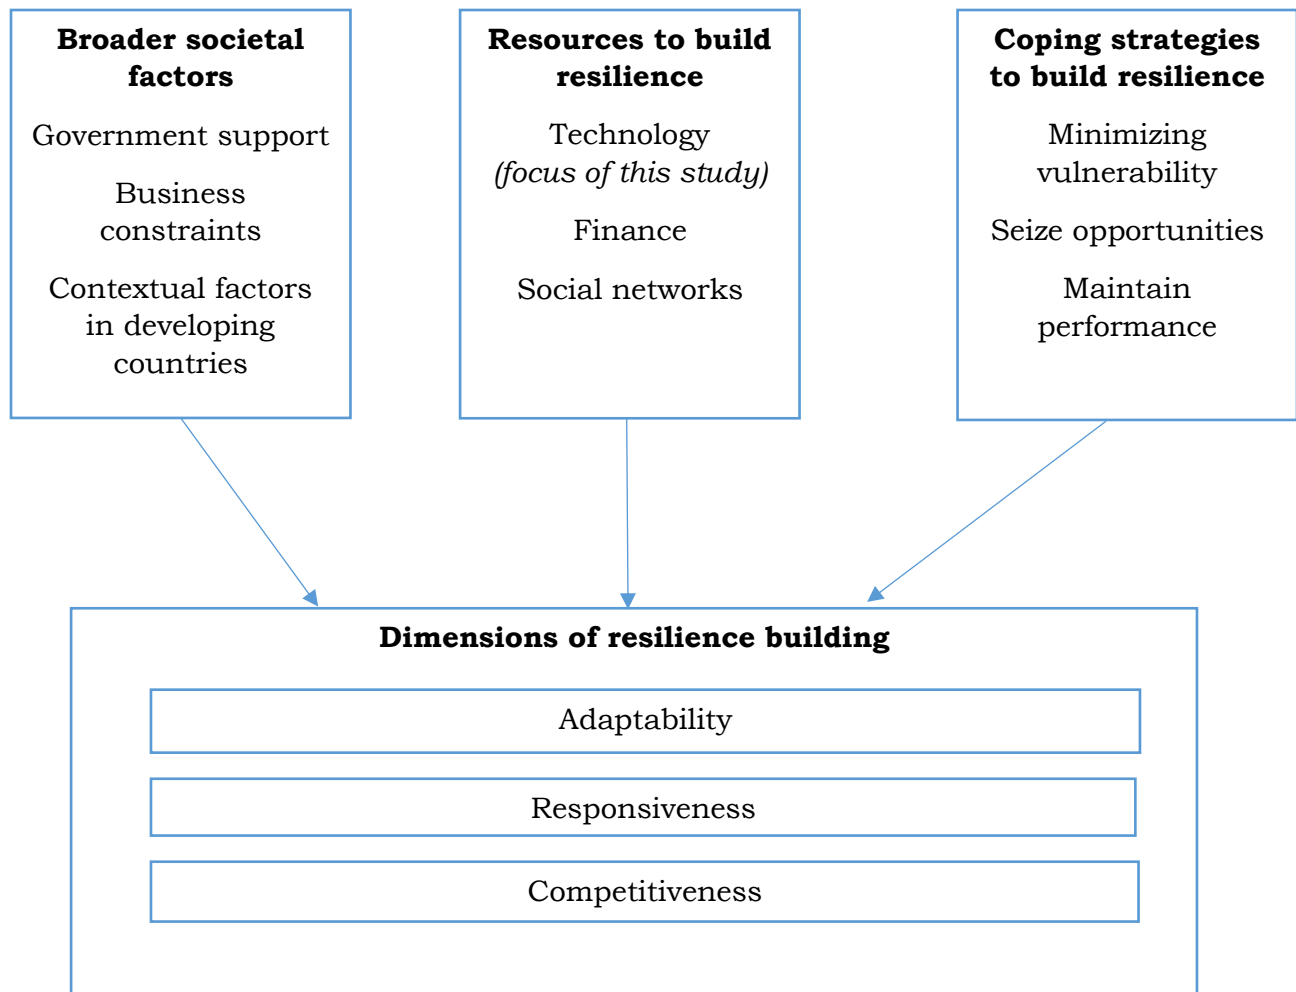 Broader societal
factors
Government support
Business
constraints
Contextual factors
in developing
countries
Resources to build
resilience
Technology
(focus of this study)
Finance
Social networks
Coping strategies
to build resilience
Minimizing
vulnerability
Seize opportunities
Maintain
performance
Dimensions of resilience building
Adaptability
Responsiveness
Competitiveness